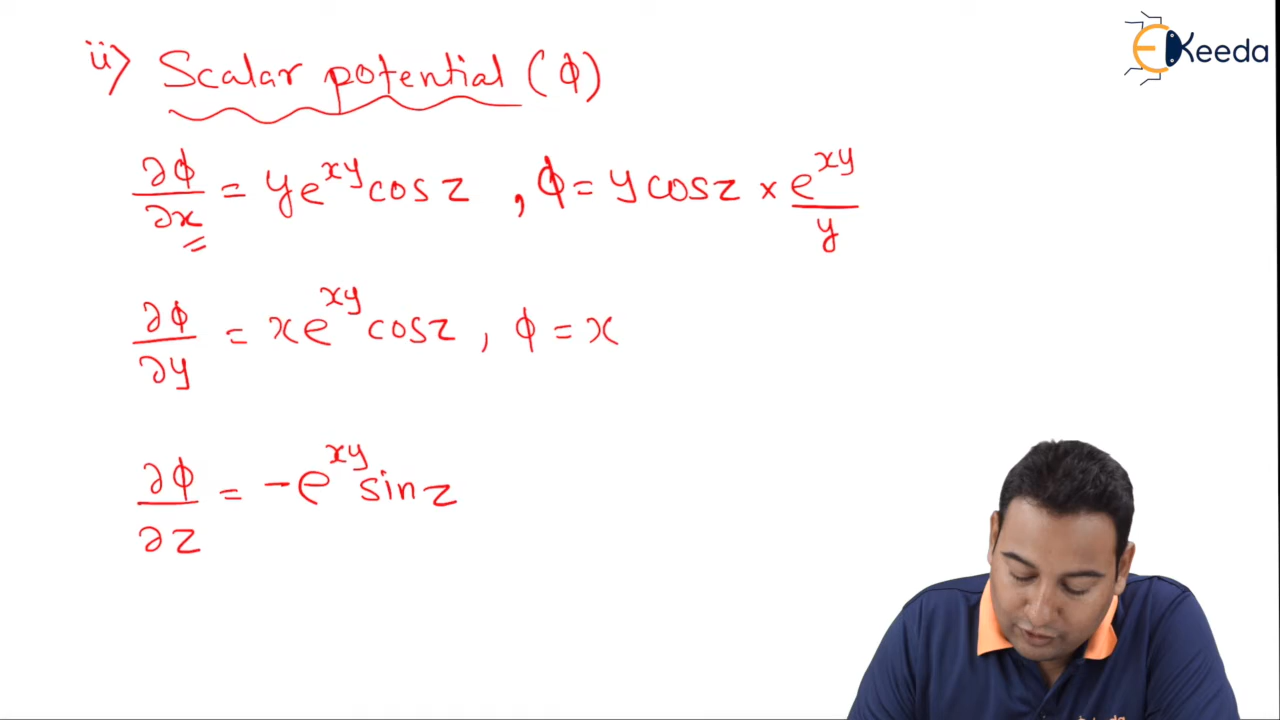 EKeeda
ii) Scalar potential (ϕ)
∂ϕ/∂x = ye^{xy} cos z , ϕ = y cos z × e^{xy}/y
∂ϕ/∂y = xe^{xy} cos z , ϕ = x
∂ϕ/∂z = -e^{xy} sin z